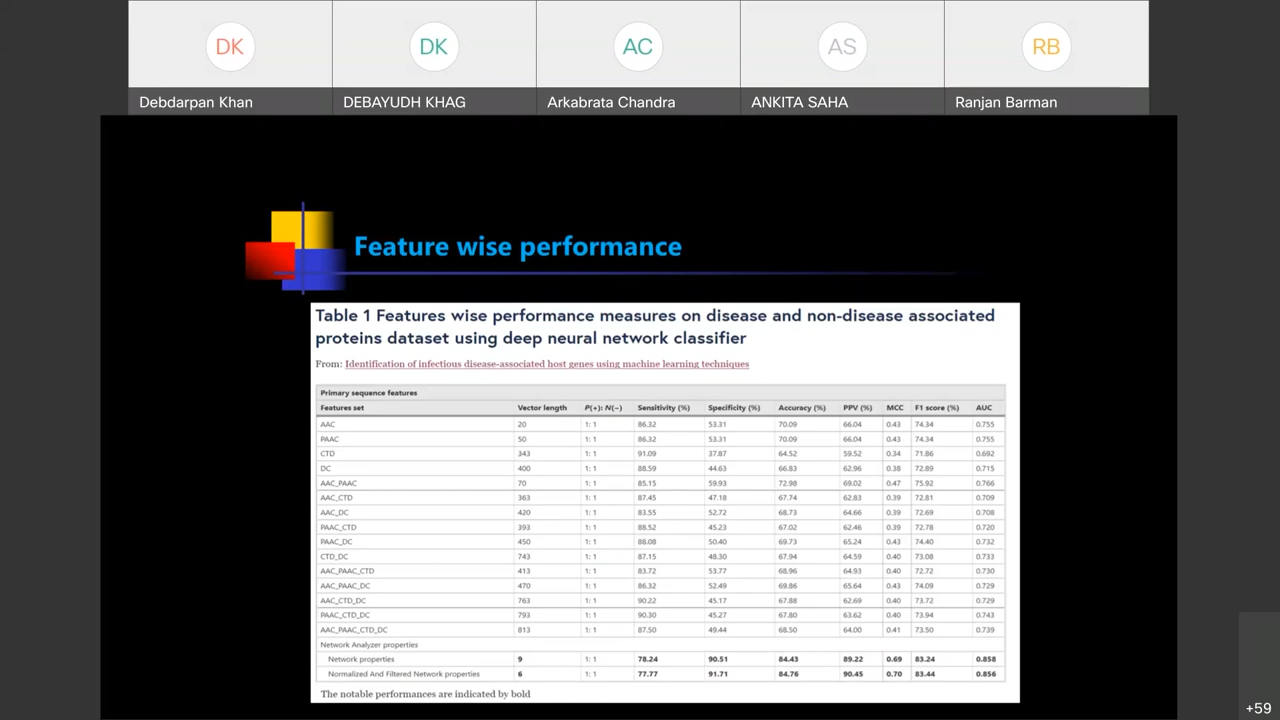 DK DK AC AS RB
Debdarpan Khan DEBAYUDH KHAG Arkabrata Chandra ANKITA SAHA Ranjan Barman
Feature wise performance
Table 1 Features wise performance measures on disease and non-disease associated
proteins dataset using deep neural network classifier
From: Identification of infectious disease-associated host genes using machine learning techniques
Primary sequence features
Features set Vector length P(+): N(−) Sensitivity (%) Specificity (%) Accuracy (%) PPV (%) MCC F1 score (%) AUC
AAC 20 1: 1 86.32 53.31 70.09 66.04 0.43 74.34 0.755
PAAC 50 1: 1 86.32 53.31 70.09 66.04 0.43 74.34 0.755
CTD 343 1: 1 91.09 37.87 64.52 59.52 0.34 71.86 0.692
DC 400 1: 1 88.59 44.63 66.83 62.96 0.38 72.89 0.715
AAC_PAAC 70 1: 1 85.15 59.93 72.98 69.02 0.47 75.92 0.766
AAC_CTD 363 1: 1 87.45 47.18 67.74 62.83 0.39 72.81 0.709
AAC_DC 420 1: 1 83.55 52.72 68.73 64.66 0.39 72.69 0.708
PAAC_CTD 393 1: 1 88.52 45.23 67.02 62.46 0.39 72.78 0.720
PAAC_DC 450 1: 1 88.08 50.40 69.73 65.24 0.43 74.40 0.732
CTD_DC 743 1: 1 87.15 48.30 67.94 64.59 0.40 73.08 0.733
AAC_PAAC_CTD 413 1: 1 83.72 53.77 68.96 64.93 0.40 72.72 0.730
AAC_PAAC_DC 470 1: 1 86.32 52.49 69.86 65.64 0.43 74.09 0.729
AAC_CTD_DC 763 1: 1 90.22 45.17 67.88 62.69 0.40 73.72 0.729
PAAC_CTD_DC 793 1: 1 90.30 45.27 67.80 63.62 0.40 73.94 0.743
AAC_PAAC_CTD_DC 813 1: 1 87.50 49.44 68.50 64.00 0.41 73.50 0.739
Network Analyzer properties
Network properties 9 1: 1 78.24 90.51 84.43 89.22 0.69 83.24 0.858
Normalized And Filtered Network properties 6 1: 1 77.77 91.71 84.76 90.45 0.70 83.44 0.856
The notable performances are indicated by bold
+59